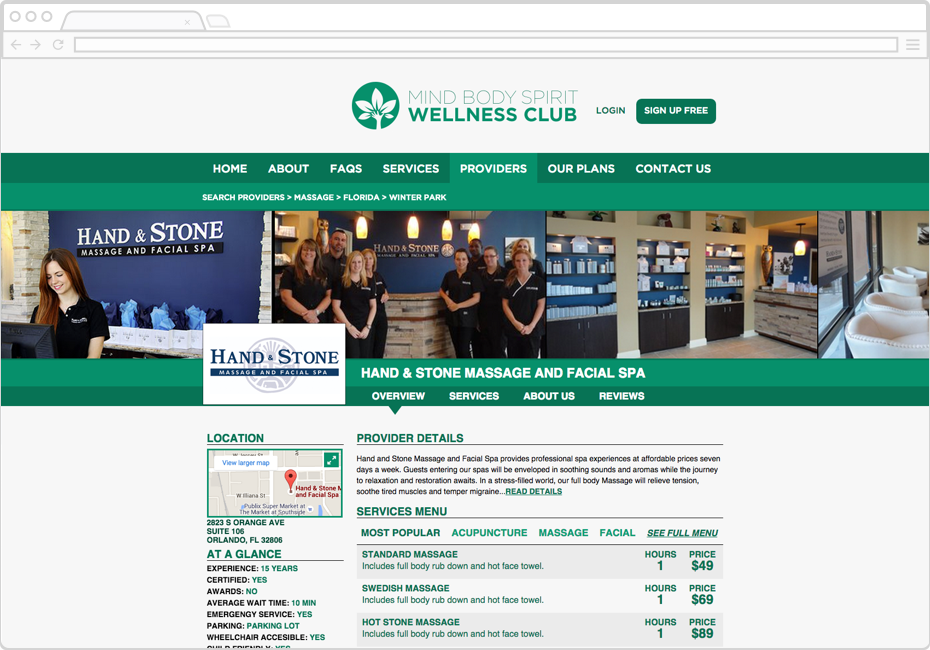 MIND BODY SPIRIT
WELLNESS CLUB
LOGIN
SIGN UP FREE
HOME
ABOUT
FAQS
SERVICES
PROVIDERS
OUR PLANS
CONTACT US
SEARCH PROVIDERS > MASSAGE > FLORIDA > WINTER PARK
HAND & STONE
MASSAGE AND FACIAL SPA
HAND & STONE
MASSAGE AND FACIAL SPA
HAND & STONE
MASSAGE AND FACIAL SPA
HAND & STONE MASSAGE AND FACIAL SPA
OVERVIEW
SERVICES
ABOUT US
REVIEWS
LOCATION
View larger map
Hand & Stone M
and Facial Spa
W Illiana St
Publix Super Market at
The Market at Southside
2823 S ORANGE AVE
SUITE 106
ORLANDO, FL 32806
AT A GLANCE
EXPERIENCE: 15 YEARS
CERTIFIED: YES
AWARDS: NO
AVERAGE WAIT TIME: 10 MIN
EMERGENCY SERVICE: YES
PARKING: PARKING LOT
WHEELCHAIR ACCESIBLE: YES
CHILD FRIENDLY: YES
PROVIDER DETAILS
Hand and Stone Massage and Facial Spa provides professional spa experiences at affordable prices seven
days a week. Guests entering our spas will be enveloped in soothing sounds and aromas while the journey
to relaxation and restoration awaits. In a stress-filled world, our full body Massage will relieve tension,
soothe tired muscles and temper migraine...READ DETAILS
SERVICES MENU
MOST POPULAR
ACUPUNCTURE
MASSAGE
FACIAL
SEE FULL MENU
STANDARD MASSAGE
Includes full body rub down and hot face towel.
HOURS
1
PRICE
$49
SWEDISH MASSAGE
Includes full body rub down and hot face towel.
HOURS
1
PRICE
$69
HOT STONE MASSAGE
Includes full body rub down and hot face towel.
HOURS
1
PRICE
$89